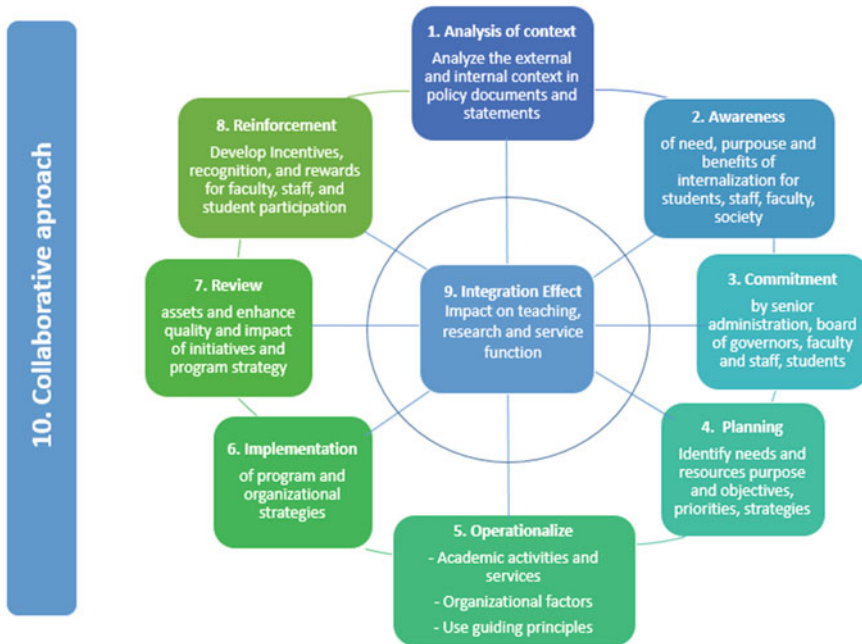 10. Collaborative aproach
1. Analysis of context
Analyze the external
and internal context in
policy documents and
statements
2. Awareness
of need, purpouse and
benefits of
internalization for
students, staff, faculty,
society
3. Commitment
by senior
administration, board
of governors, faculty
and staff, students
4. Planning
Identify needs and
resources purpose
and objectives,
priorities, strategies
5. Operationalize
- Academic activities and
services
- Organizational factors
- Use guiding principles
6. Implementation
of program and
organizational
strategies
7. Review
assets and enhance
quality and impact
of initiatives and
program strategy
8. Reinforcement
Develop Incentives,
recognition, and rewards
for faculty, staff, and
student participation
9. Integration Effect
Impact on teaching,
research and service
function